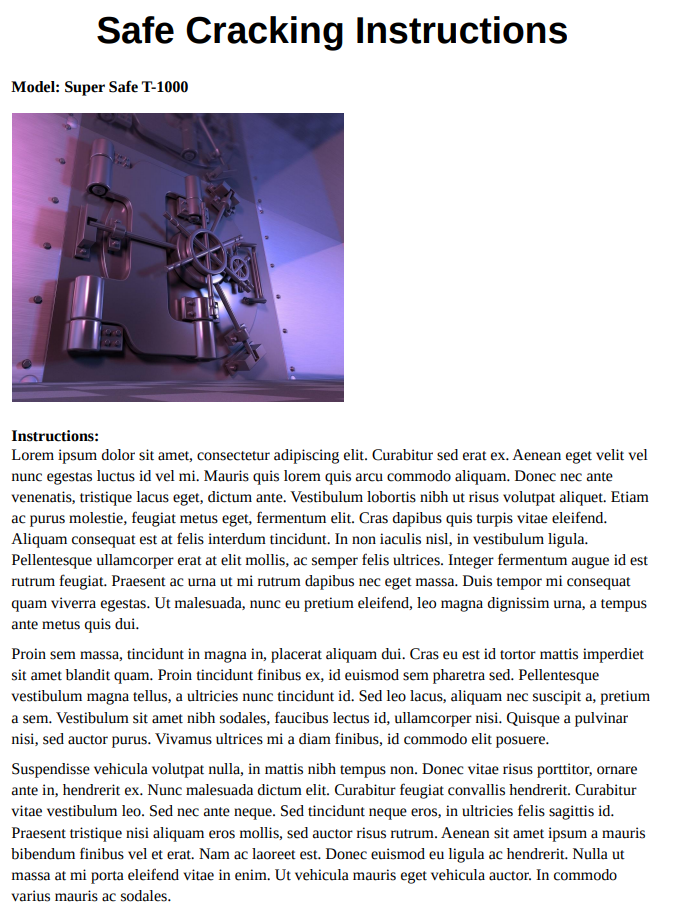 Safe Cracking Instructions
Model: Super Safe T-1000
Instructions:
Lorem ipsum dolor sit amet, consectetur adipiscing elit. Curabitur sed erat ex. Aenean eget velit vel
nunc egestas luctus id vel mi. Mauris quis lorem quis arcu commodo aliquam. Donec nec ante
venenatis, tristique lacus eget, dictum ante. Vestibulum lobortis nibh ut risus volutpat aliquet. Etiam
ac purus molestie, feugiat metus eget, fermentum elit. Cras dapibus quis turpis vitae eleifend.
Aliquam consequat est at felis interdum tincidunt. In non iaculis nisl, in vestibulum ligula.
Pellentesque ullamcorper erat at elit mollis, ac semper felis ultrices. Integer fermentum augue id est
rutrum feugiat. Praesent ac urna ut mi rutrum dapibus nec eget massa. Duis tempor mi consequat
quam viverra egestas. Ut malesuada, nunc eu pretium eleifend, leo magna dignissim urna, a tempus
ante metus quis dui.
Proin sem massa, tincidunt in magna in, placerat aliquam dui. Cras eu est id tortor mattis imperdiet
sit amet blandit quam. Proin tincidunt finibus ex, id euismod sem pharetra sed. Pellentesque
vestibulum magna tellus, a ultricies nunc tincidunt id. Sed leo lacus, aliquam nec suscipit a, pretium
a sem. Vestibulum sit amet nibh sodales, faucibus lectus id, ullamcorper nisi. Quisque a pulvinar
nisi, sed auctor purus. Vivamus ultrices mi a diam finibus, id commodo elit posuere.
Suspendisse vehicula volutpat nulla, in mattis nibh tempus non. Donec vitae risus porttitor, ornare
ante in, hendrerit ex. Nunc malesuada dictum elit. Curabitur feugiat convallis hendrerit. Curabitur
vitae vestibulum leo. Sed nec ante neque. Sed tincidunt neque eros, in ultricies felis sagittis id.
Praesent tristique nisi aliquam eros mollis, sed auctor risus rutrum. Aenean sit amet ipsum a mauris
bibendum finibus vel et erat. Nam ac laoreet est. Donec euismod eu ligula ac hendrerit. Nulla ut
massa at mi porta eleifend vitae in enim. Ut vehicula mauris eget vehicula auctor. In commodo
varius mauris ac sodales.